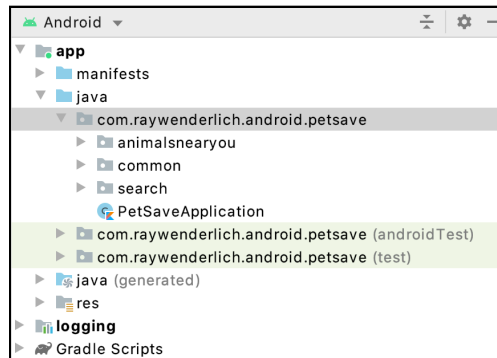 Android
app
manifests
java
com.raywenderlich.android.petsave
animalsnearyou
common
search
PetSaveApplication
com.raywenderlich.android.petsave (androidTest)
com.raywenderlich.android.petsave (test)
java (generated)
res
logging
Gradle Scripts